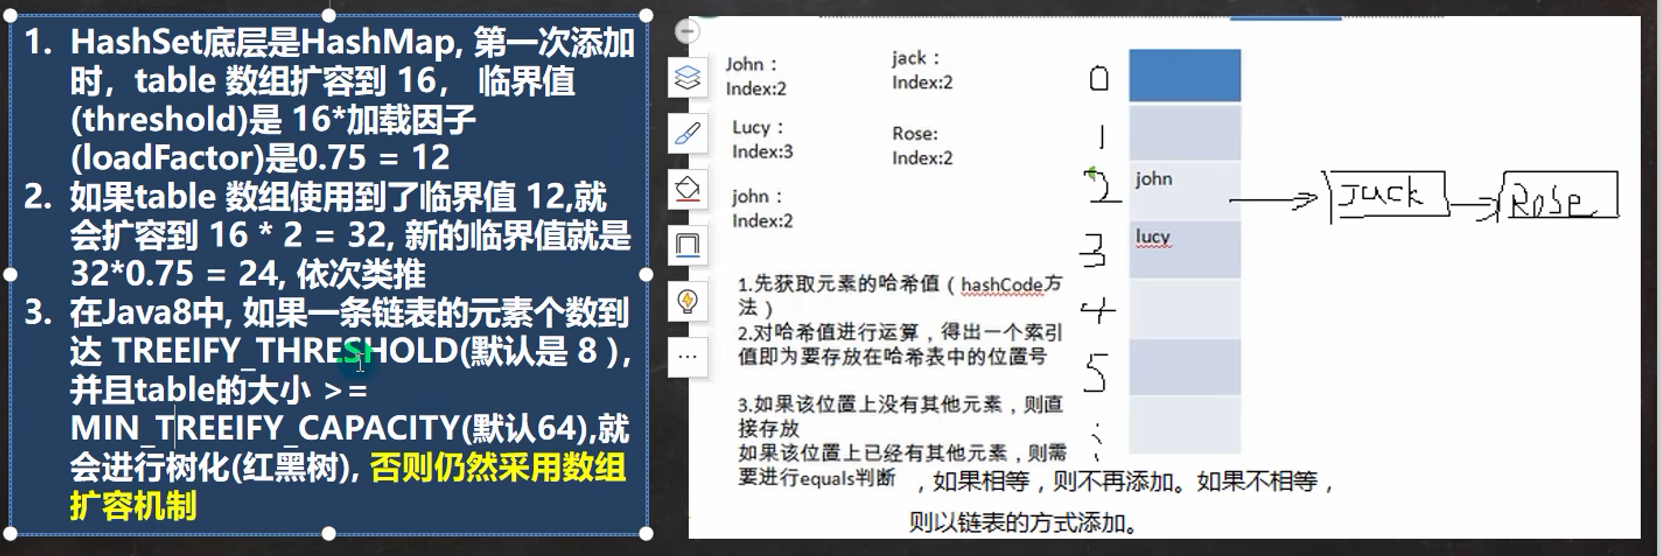 1. HashSet底层是HashMap, 第一次添加
时，table 数组扩容到 16， 临界值
(threshold)是 16*加载因子
(loadFactor)是0.75 = 12
2. 如果table 数组使用到了临界值 12,就
会扩容到 16 * 2 = 32, 新的临界值就是
32*0.75 = 24, 依次类推
3. 在Java8中, 如果一条链表的元素个数到
达 TREEIFY_THRESHOLD(默认是 8 ),
并且table的大小 >=
MIN_TREEIFY_CAPACITY(默认64),就
会进行树化(红黑树), 否则仍然采用数组
扩容机制
John：
Index:2
jack：
Index:2
Lucy：
Index:3
Rose:
Index:2
john：
Index:2
1.先获取元素的哈希值（hashCode方
法）
2.对哈希值进行运算，得出一个索引
值即为要存放在哈希表中的位置号
3.如果该位置上没有其他元素，则直
接存放
如果该位置上已经有其他元素，则需
要进行equals判断 ，如果相等，则不再添加。如果不相等，
则以链表的方式添加。
0
1
2 john Jack Rose
3 lucy
4
5